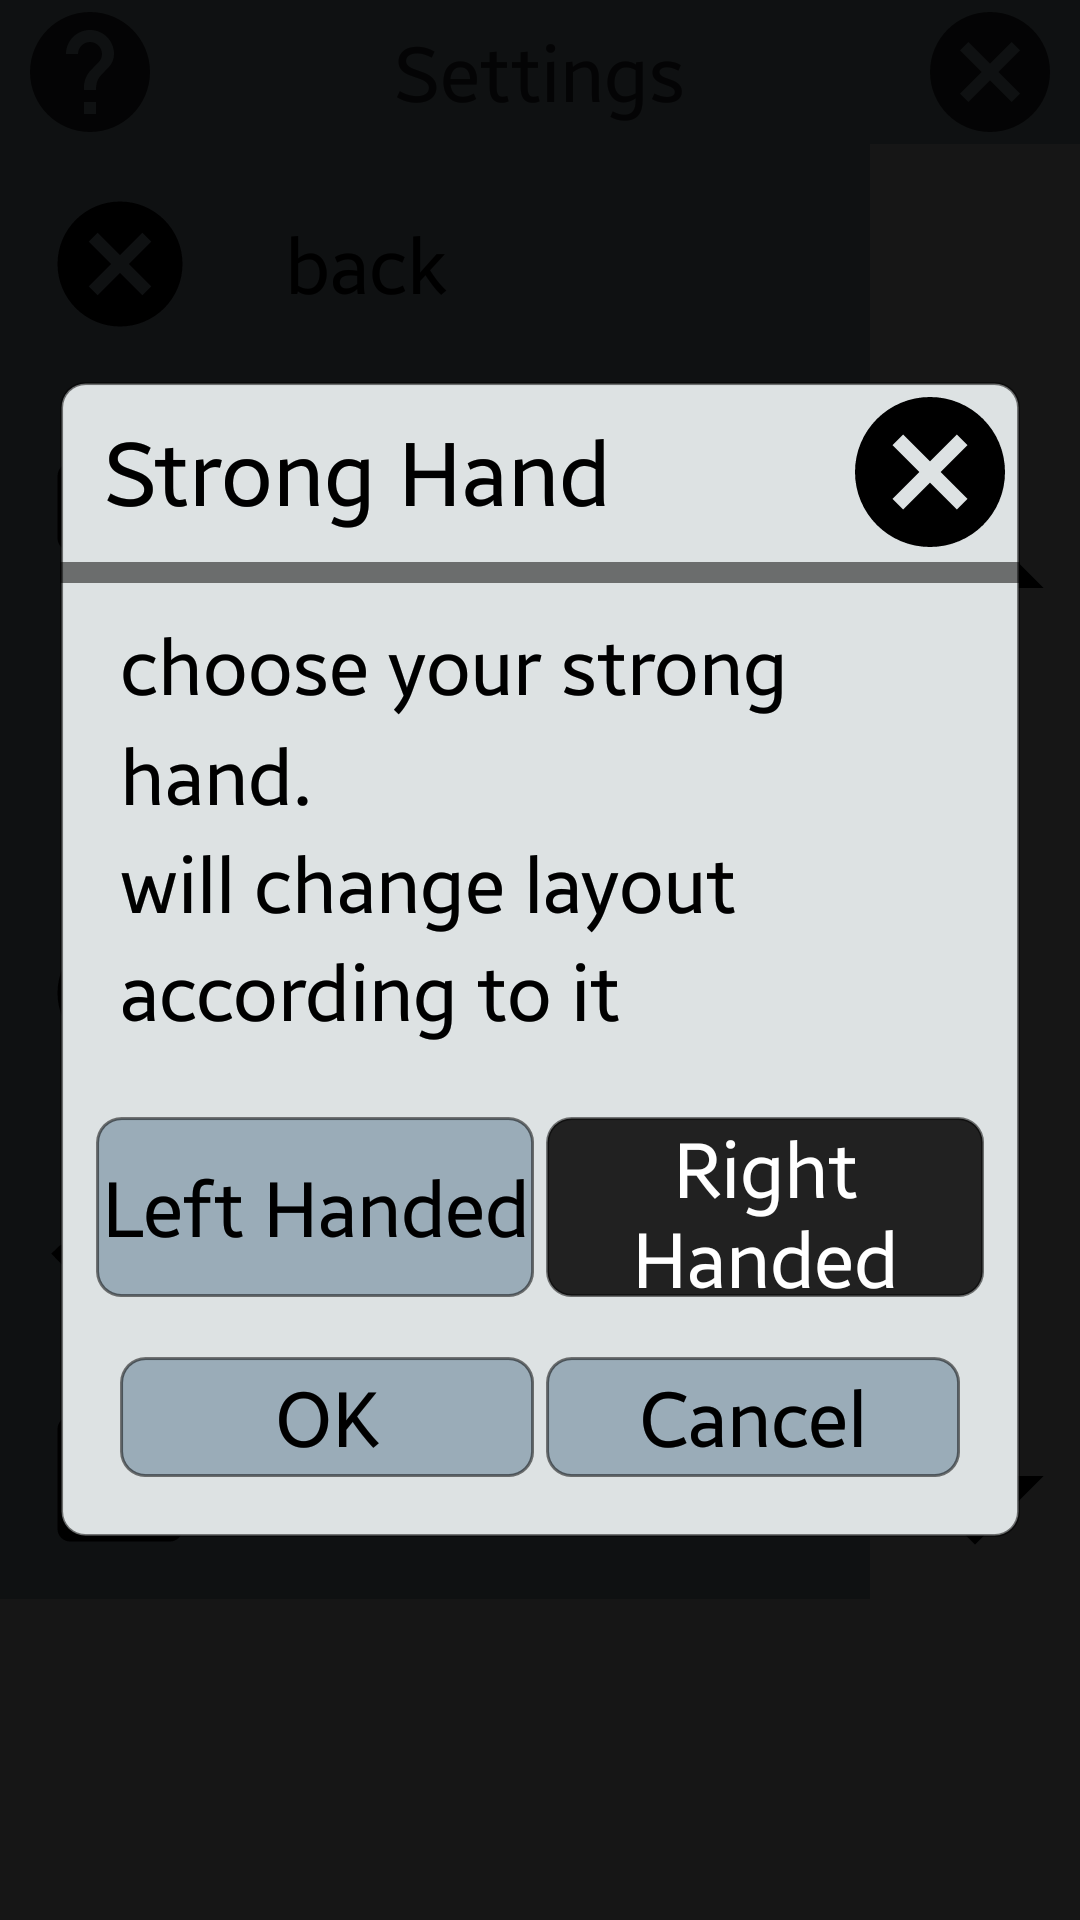 Settings
back
Strong Hand
choose your strong
hand.
will change layout
according to it
Left Handed
Right
Handed
OK
Cancel